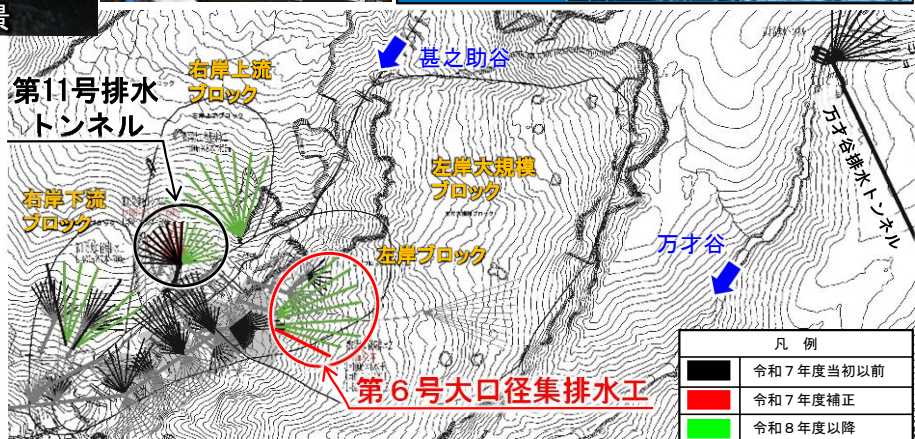 景
甚之助谷
右岸上流
ブロック
第11号排水
トンネル
左岸大規模
ブロック
右岸下流
ブロック
左岸ブロック
万才谷
万才谷排水トンネル
第6号大口径集排水工
凡 例
令和7年度当初以前
令和7年度補正
令和8年度以降